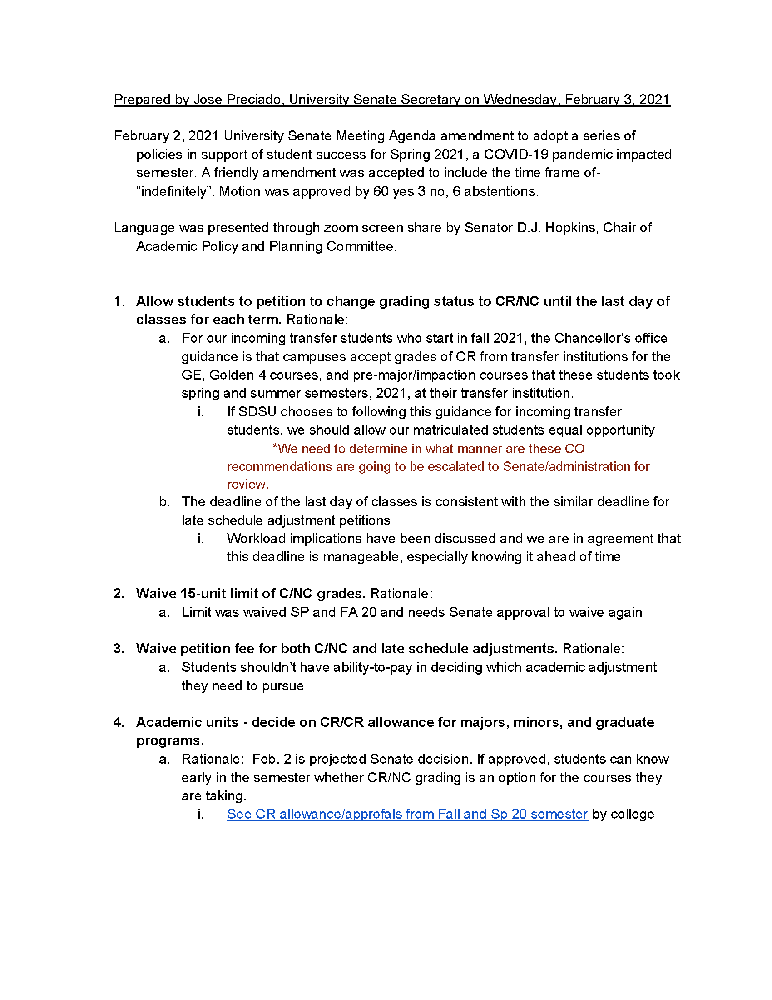 Prepared by Jose Preciado, University Senate Secretary on Wednesday, February 3, 2021
February 2, 2021 University Senate Meeting Agenda amendment to adopt a series of
policies in support of student success for Spring 2021, a COVID-19 pandemic impacted
semester. A friendly amendment was accepted to include the time frame of-
“indefinitely”. Motion was approved by 60 yes 3 no, 6 abstentions.
Language was presented through zoom screen share by Senator D.J. Hopkins, Chair of
Academic Policy and Planning Committee.
1. Allow students to petition to change grading status to CR/NC until the last day of
classes for each term. Rationale:
a. For our incoming transfer students who start in fall 2021, the Chancellor’s office
guidance is that campuses accept grades of CR from transfer institutions for the
GE, Golden 4 courses, and pre-major/impaction courses that these students took
spring and summer semesters, 2021, at their transfer institution.
i. If SDSU chooses to following this guidance for incoming transfer
students, we should allow our matriculated students equal opportunity
*We need to determine in what manner are these CO
recommendations are going to be escalated to Senate/administration for
review.
b. The deadline of the last day of classes is consistent with the similar deadline for
late schedule adjustment petitions
i. Workload implications have been discussed and we are in agreement that
this deadline is manageable, especially knowing it ahead of time
2. Waive 15-unit limit of C/NC grades. Rationale:
a. Limit was waived SP and FA 20 and needs Senate approval to waive again
3. Waive petition fee for both C/NC and late schedule adjustments. Rationale:
a. Students shouldn’t have ability-to-pay in deciding which academic adjustment
they need to pursue
4. Academic units - decide on CR/CR allowance for majors, minors, and graduate
programs.
a. Rationale:  Feb. 2 is projected Senate decision. If approved, students can know
early in the semester whether CR/NC grading is an option for the courses they
are taking.
i. See CR allowance/approfals from Fall and Sp 20 semester by college